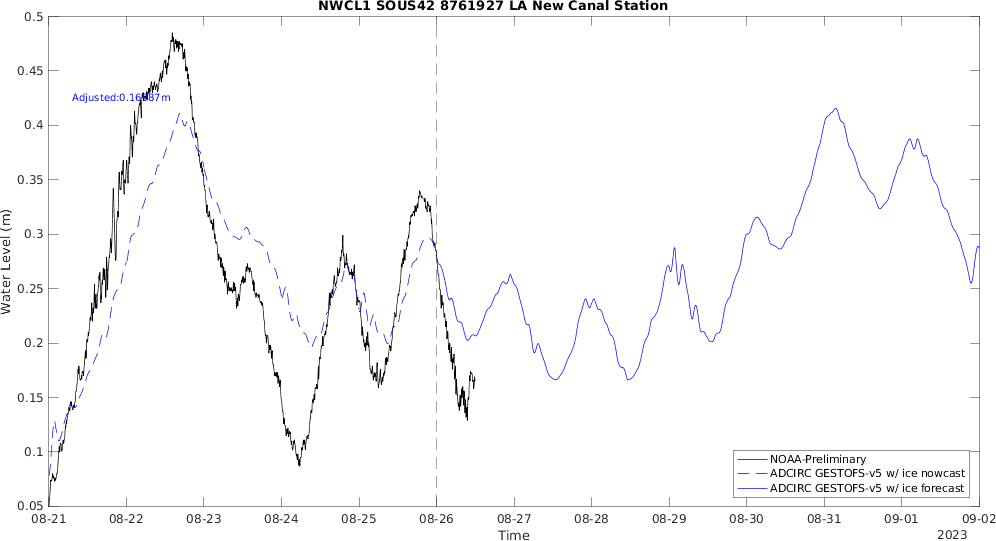 NWCL1 SOUS42 8761927 LA New Canal Station
0.5
0.45
0.4
0.35
0.3
0.25
0.2
0.15
0.1
0.05
Water Level (m)
NOAA-Preliminary
ADCIRC GESTOFS-v5 w/ ice nowcast
ADCIRC GESTOFS-v5 w/ ice forecast
08-21 08-22 08-23 08-24 08-25 08-26 08-27 08-28 08-29 08-30 08-31 09-01 09-02
Time
2023